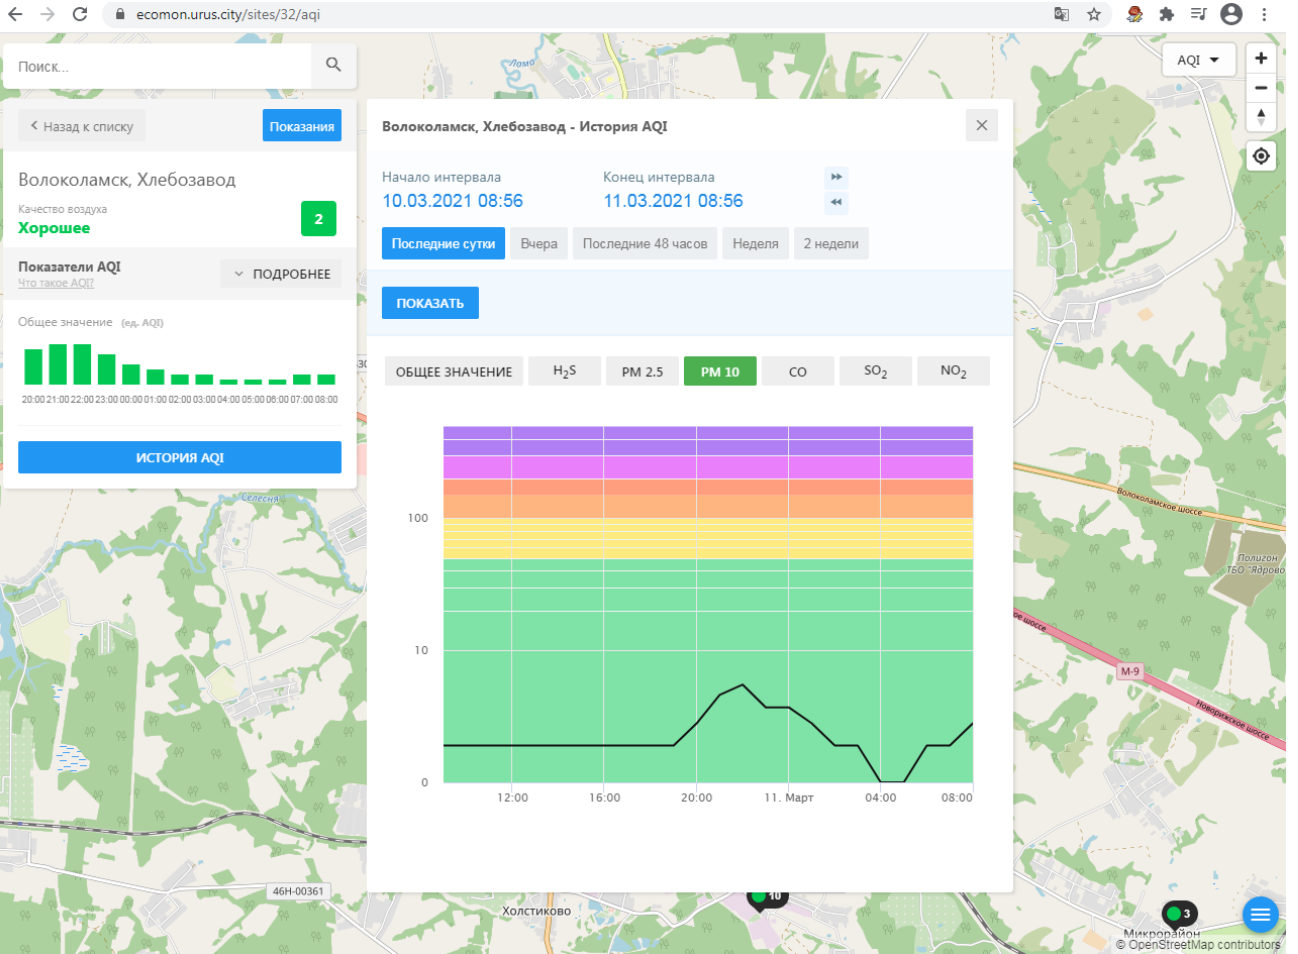 ecomon.urus.city/sites/32/aqi
Поиск...
AQI
Назад к списку
Показания
Волоколамск, Хлебозавод
Качество воздуха
Хорошее
2
Показатели AQI
Что такое AQI?
ПОДРОБНЕЕ
Общее значение (ед. AQI)
20:00 21:00 22:00 23:00 00:00 01:00 02:00 03:00 04:00 05:00 06:00 07:00 08:00
ИСТОРИЯ AQI
Волоколамск, Хлебозавод - История AQI
Начало интервала
10.03.2021 08:56
Конец интервала
11.03.2021 08:56
Последние сутки
Вчера
Последние 48 часов
Неделя
2 недели
ПОКАЗАТЬ
ОБЩЕЕ ЗНАЧЕНИЕ
H2S
PM 2.5
PM 10
CO
SO2
NO2
100
10
0
12:00 16:00 20:00 11. Март 04:00 08:00
Лама
Селесня
Волоколамское шоссе
Полигон
ТБО "Ядрово
ое шоссе
М-9
Новорижское шоссе
46Н-00361
Холстиково
10
3
Микрорайон
© OpenStreetMap contributors